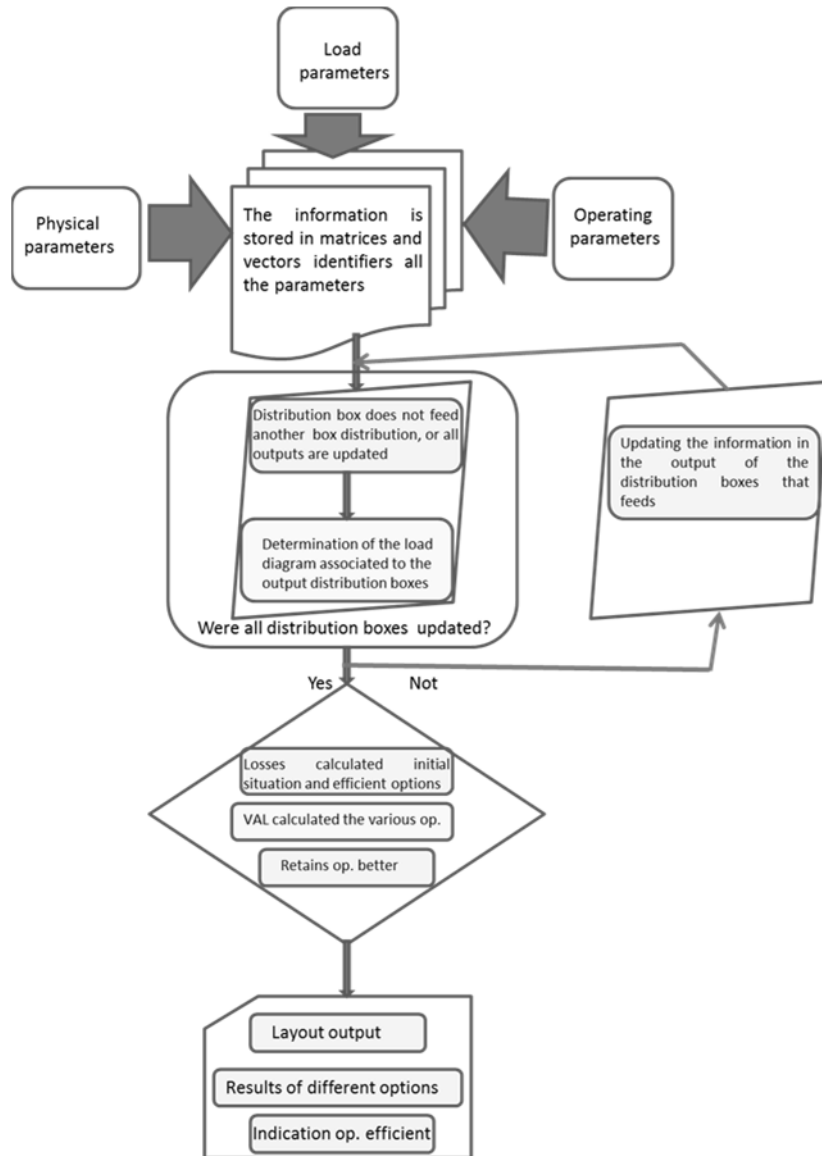 Load
parameters
Physical
parameters
The information is
stored in matrices and
vectors identifiers all
the parameters
Operating
parameters
Distribution box does not feed
another box distribution, or all
outputs are updated
Updating the information in
the output of the
distribution boxes that
feeds
Determination of the load
diagram associated to the
output distribution boxes
Were all distribution boxes updated?
Yes Not
Losses calculated initial
situation and efficient options
VAL calculated the various op.
Retains op. better
Layout output
Results of different options
Indication op. efficient